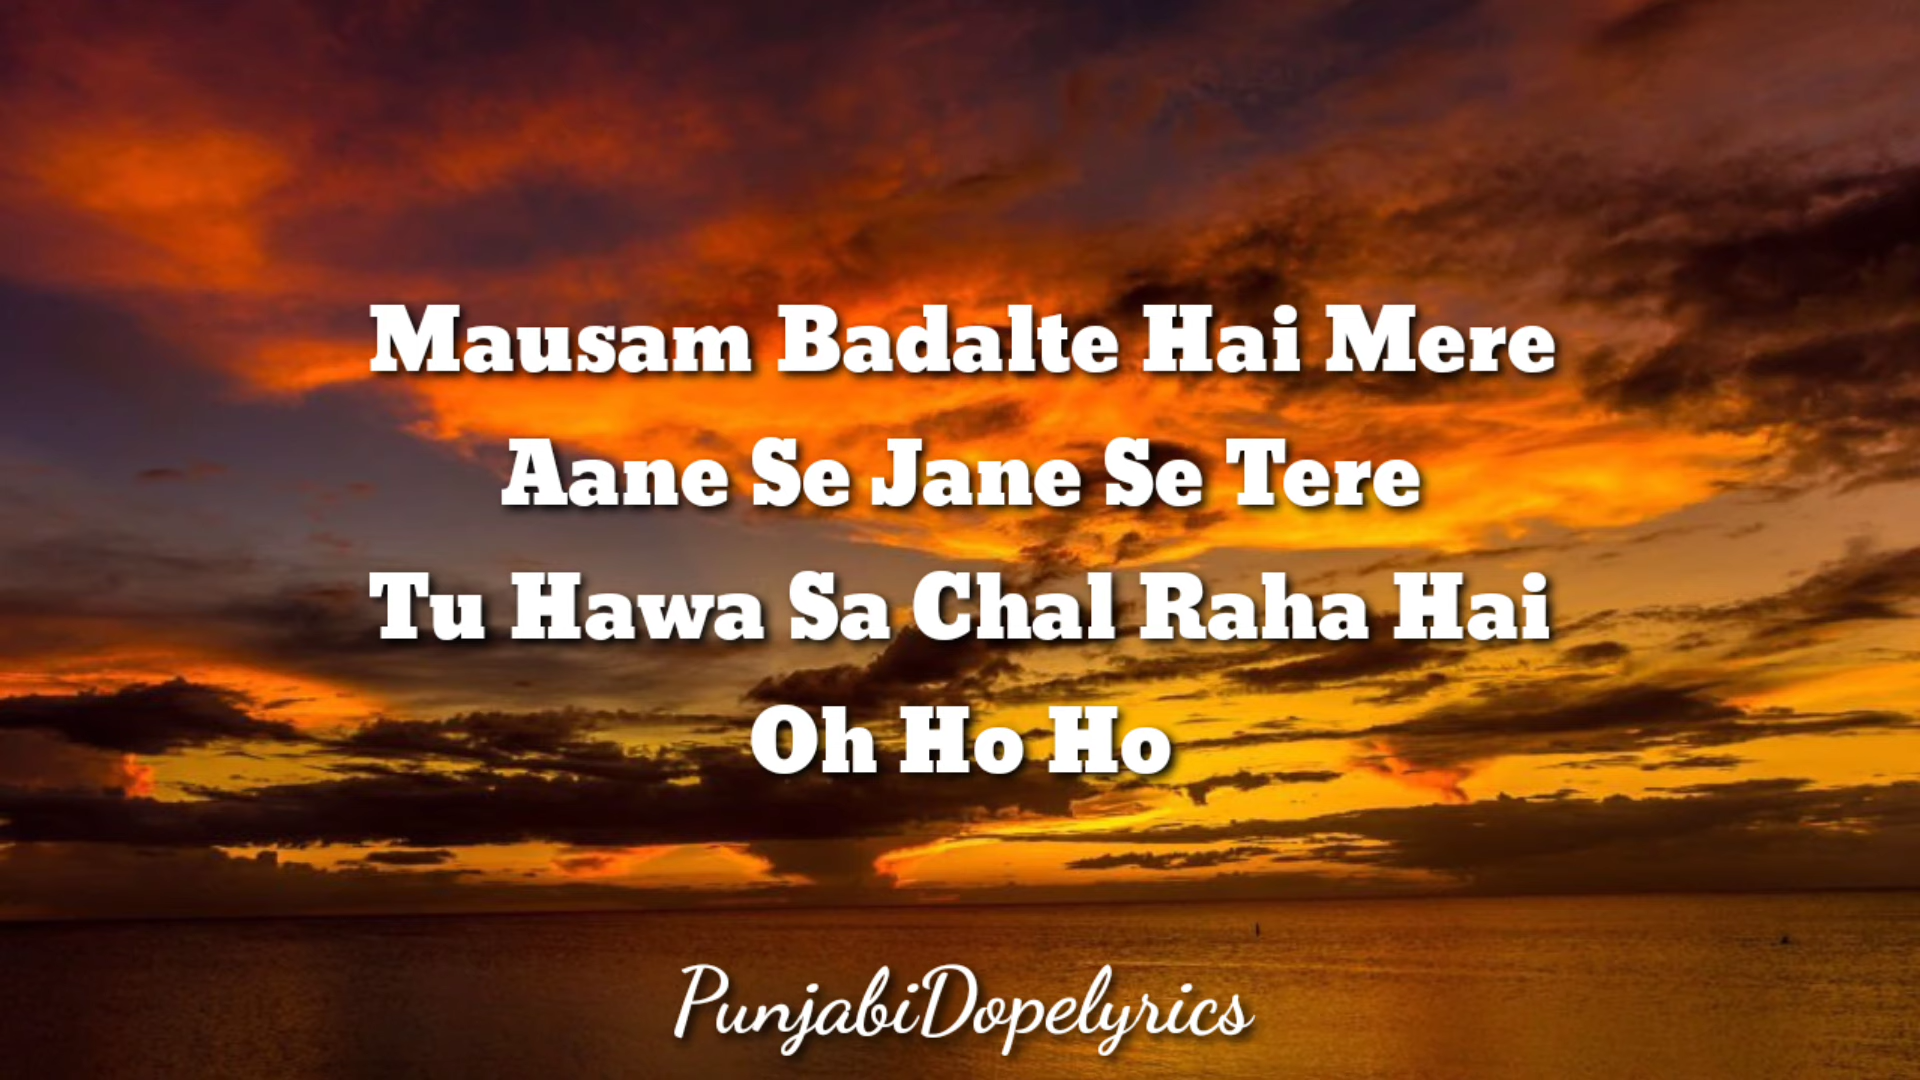 Mausam Badalte Hai Mere
Aane Se Jane Se Tere
Tu Hawa Sa Chal Raha Hai
Oh Ho Ho
PunjabiDopelyrics